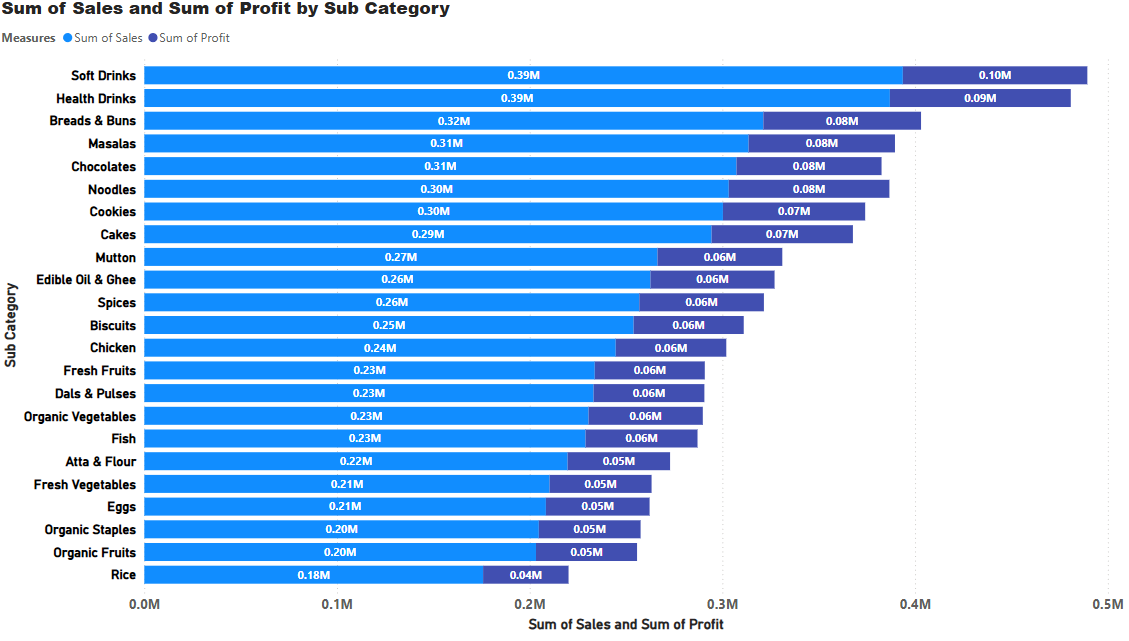 Sum of Sales and Sum of Profit by Sub Category
Measures Sum of Sales Sum of Profit
Sub Category
Soft Drinks 0.39M 0.10M
Health Drinks 0.39M 0.09M
Breads & Buns 0.32M 0.08M
Masalas 0.31M 0.08M
Chocolates 0.31M 0.08M
Noodles 0.30M 0.08M
Cookies 0.30M 0.07M
Cakes 0.29M 0.07M
Mutton 0.27M 0.06M
Edible Oil & Ghee 0.26M 0.06M
Spices 0.26M 0.06M
Biscuits 0.25M 0.06M
Chicken 0.24M 0.06M
Fresh Fruits 0.23M 0.06M
Dals & Pulses 0.23M 0.06M
Organic Vegetables 0.23M 0.06M
Fish 0.23M 0.06M
Atta & Flour 0.22M 0.05M
Fresh Vegetables 0.21M 0.05M
Eggs 0.21M 0.05M
Organic Staples 0.20M 0.05M
Organic Fruits 0.20M 0.05M
Rice 0.18M 0.04M
0.0M 0.1M 0.2M 0.3M 0.4M 0.5M
Sum of Sales and Sum of Profit